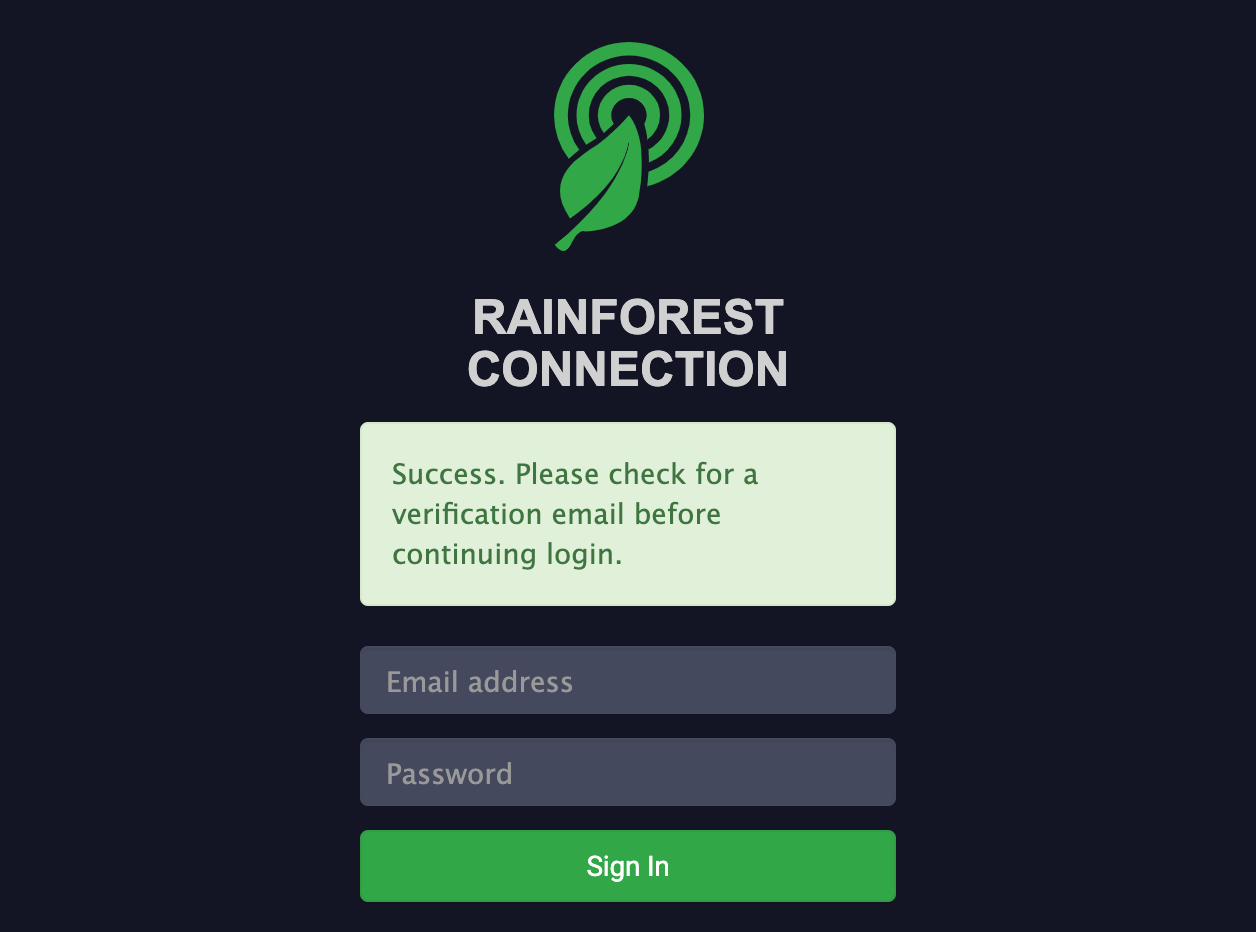 RAINFOREST
CONNECTION
Success. Please check for a
verification email before
continuing login.
Email address
Password
Sign In